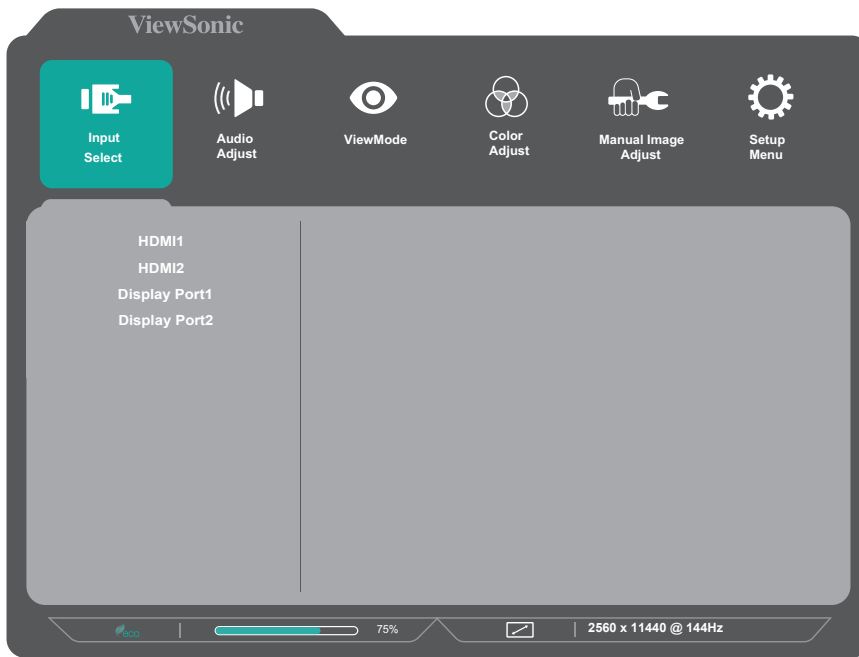 ViewSonic
Input
Select
Audio
Adjust
ViewMode
Color
Adjust
Manual Image
Adjust
Setup
Menu
HDMI1
HDMI2
Display Port1
Display Port2
eco
75%
2560 x 11440 @ 144Hz